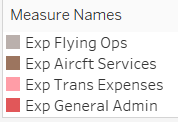 Measure Names
Exp Flying Ops
Exp Aircft Services
Exp Trans Expenses
Exp General Admin